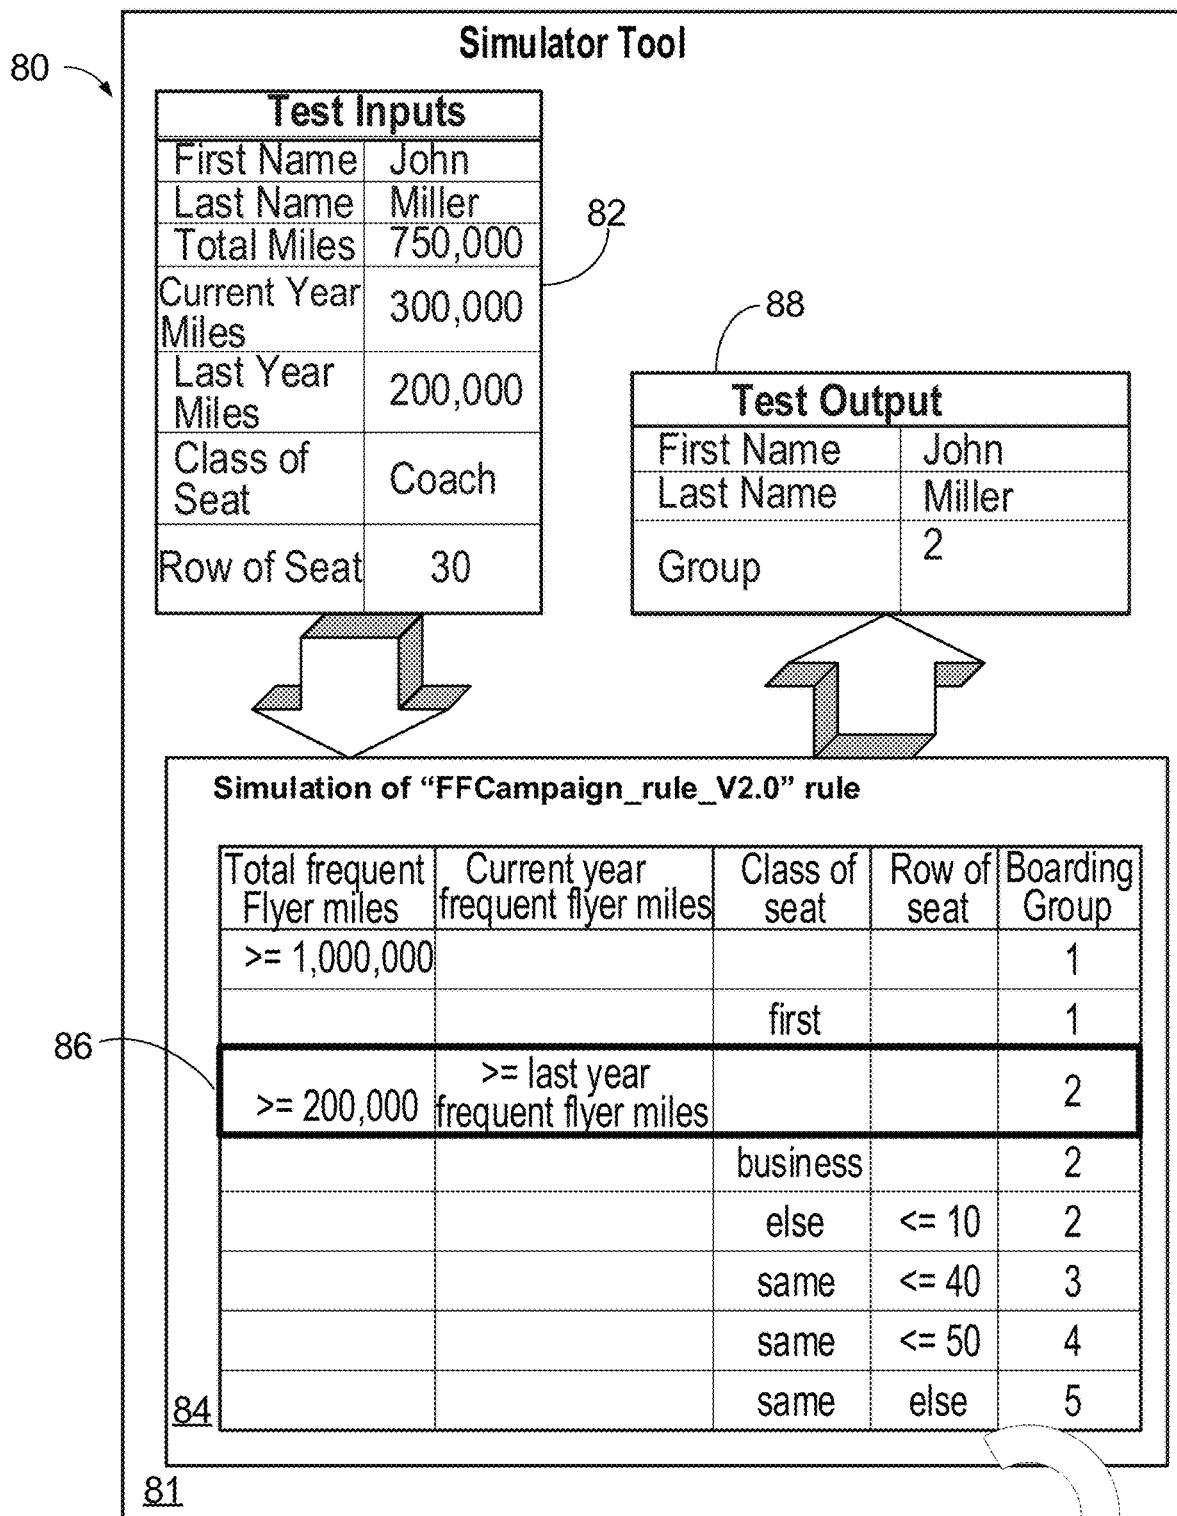 Simulator Tool
80
Test Inputs
First Name John
Last Name Miller
Total Miles 750,000
Current Year
Miles
300,000
Last Year
Miles
200,000
Class of
Seat
Coach
Row of Seat 30
82
88
Test Output
First Name John
Last Name Miller
Group 2
Simulation of “FFCampaign_rule_V2.0” rule
Total frequent
Flyer miles
Current year
frequent flyer miles
Class of
seat
Row of
seat
Boarding
Group
>= 1,000,000 1
first 1
86
>= 200,000
>= last year
frequent flyer miles
2
business 2
else <= 10 2
same <= 40 3
same <= 50 4
same else 5
84
81